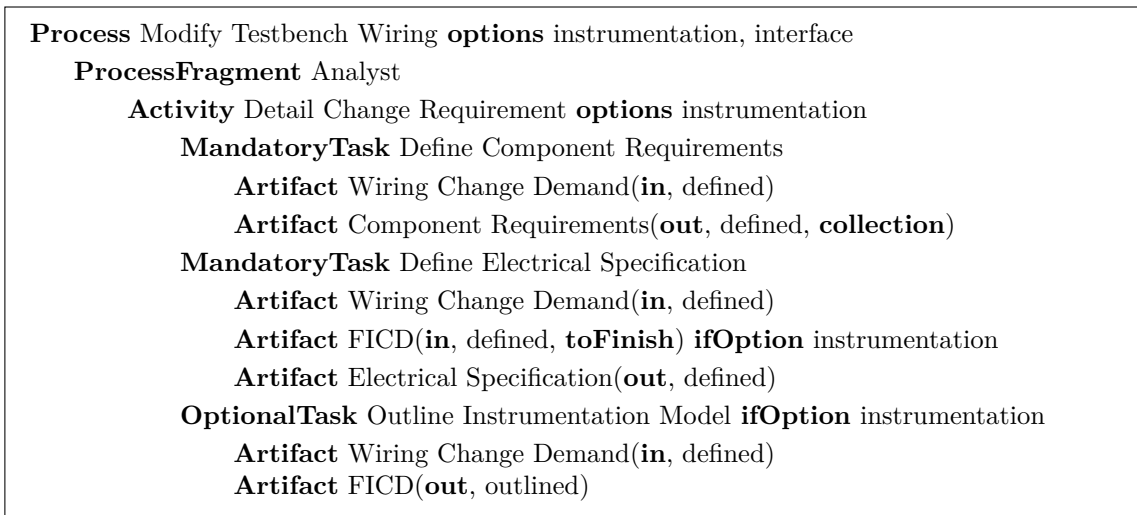 Process Modify Testbench Wiring options instrumentation, interface
ProcessFragment Analyst
Activity Detail Change Requirement options instrumentation
MandatoryTask Define Component Requirements
Artifact Wiring Change Demand(in, defined)
Artifact Component Requirements(out, defined, collection)
MandatoryTask Define Electrical Specification
Artifact Wiring Change Demand(in, defined)
Artifact FICD(in, defined, toFinish) ifOption instrumentation
Artifact Electrical Specification(out, defined)
OptionalTask Outline Instrumentation Model ifOption instrumentation
Artifact Wiring Change Demand(in, defined)
Artifact FICD(out, outlined)